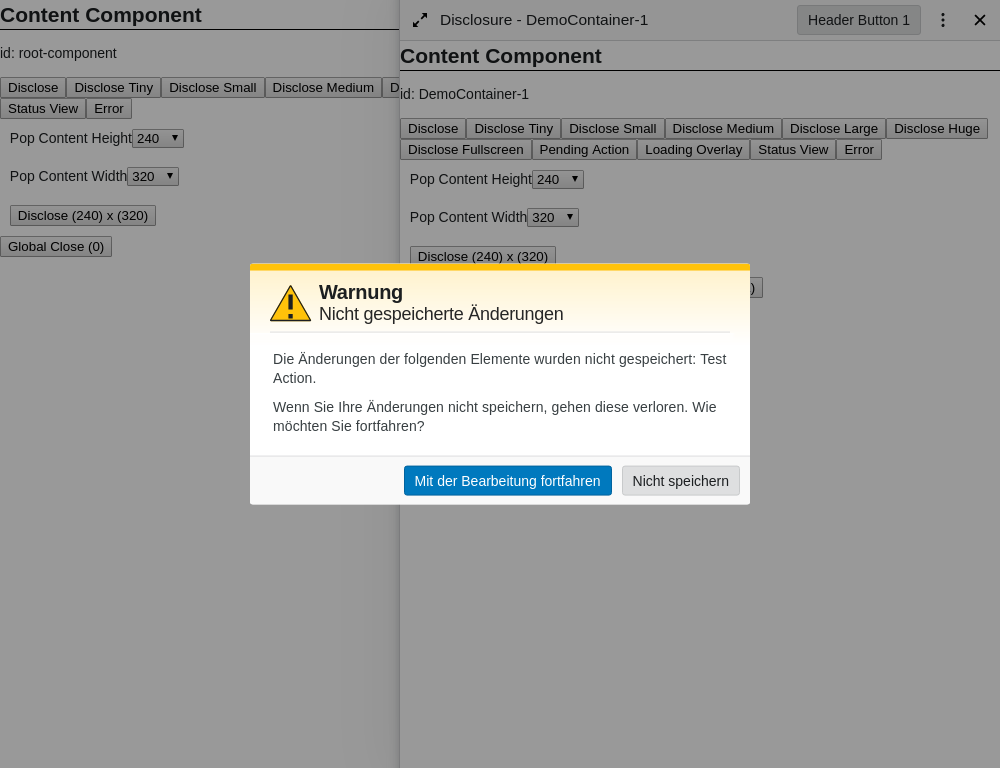 Content Component
id: root-component
Disclose Disclose Tiny Disclose Small Disclose Medium
Status View Error
Pop Content Height 240
Pop Content Width 320
Disclose (240) x (320)
Global Close (0)
Disclosure - DemoContainer-1 Header Button 1
Content Component
id: DemoContainer-1
Disclose Disclose Tiny Disclose Small Disclose Medium Disclose Large Disclose Huge
Disclose Fullscreen Pending Action Loading Overlay Status View Error
Pop Content Height 240
Pop Content Width 320
Disclose (240) x (320)
Warnung
Nicht gespeicherte Änderungen
Die Änderungen der folgenden Elemente wurden nicht gespeichert: Test
Action.
Wenn Sie Ihre Änderungen nicht speichern, gehen diese verloren. Wie
möchten Sie fortfahren?
Mit der Bearbeitung fortfahren Nicht speichern